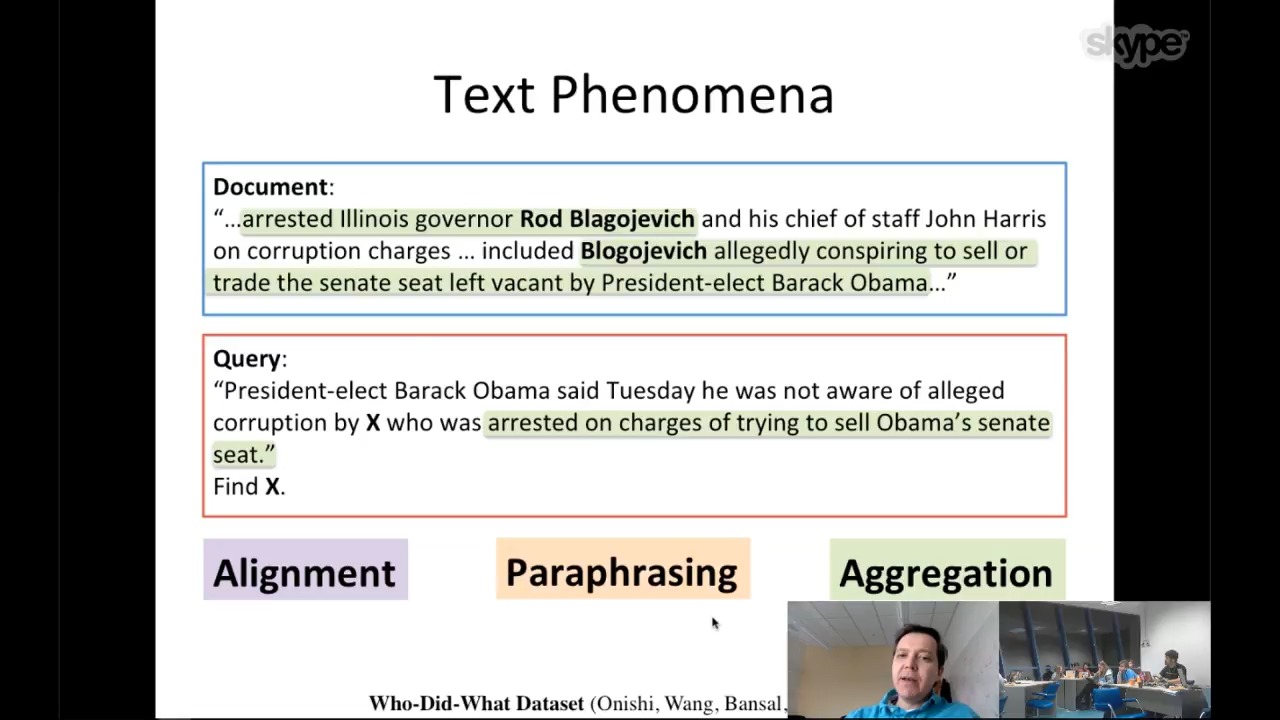 skype
Text Phenomena
Document:
“…arrested Illinois governor Rod Blagojevich and his chief of staff John Harris
on corruption charges … included Blogojevich allegedly conspiring to sell or
trade the senate seat left vacant by President-elect Barack Obama…”
Query:
“President-elect Barack Obama said Tuesday he was not aware of alleged
corruption by X who was arrested on charges of trying to sell Obama’s senate
seat.”
Find X.
Alignment Paraphrasing Aggregation
Who-Did-What Dataset (Onishi, Wang, Bansal,